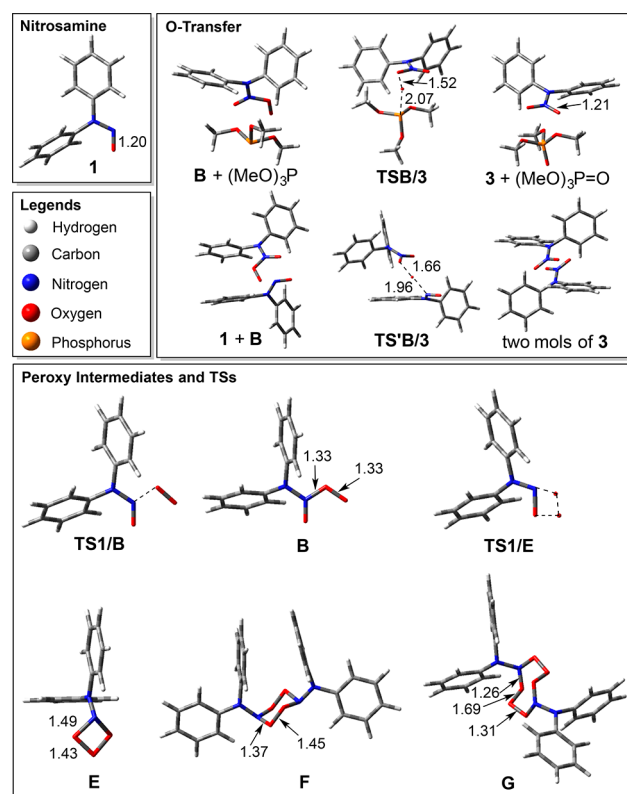 Nitrosamine
1.20
1
Legends
Hydrogen
Carbon
Nitrogen
Oxygen
Phosphorus
O-Transfer
1.52
2.07
1.21
B + (MeO)3P
TSB/3
3 + (MeO)3P=O
1.66
1.96
1 + B
TS'B/3
two mols of 3
Peroxy Intermediates and TSs
1.33
1.33
TS1/B
B
TS1/E
1.49
1.43
1.37
1.45
1.26
1.69
1.31
E
F
G